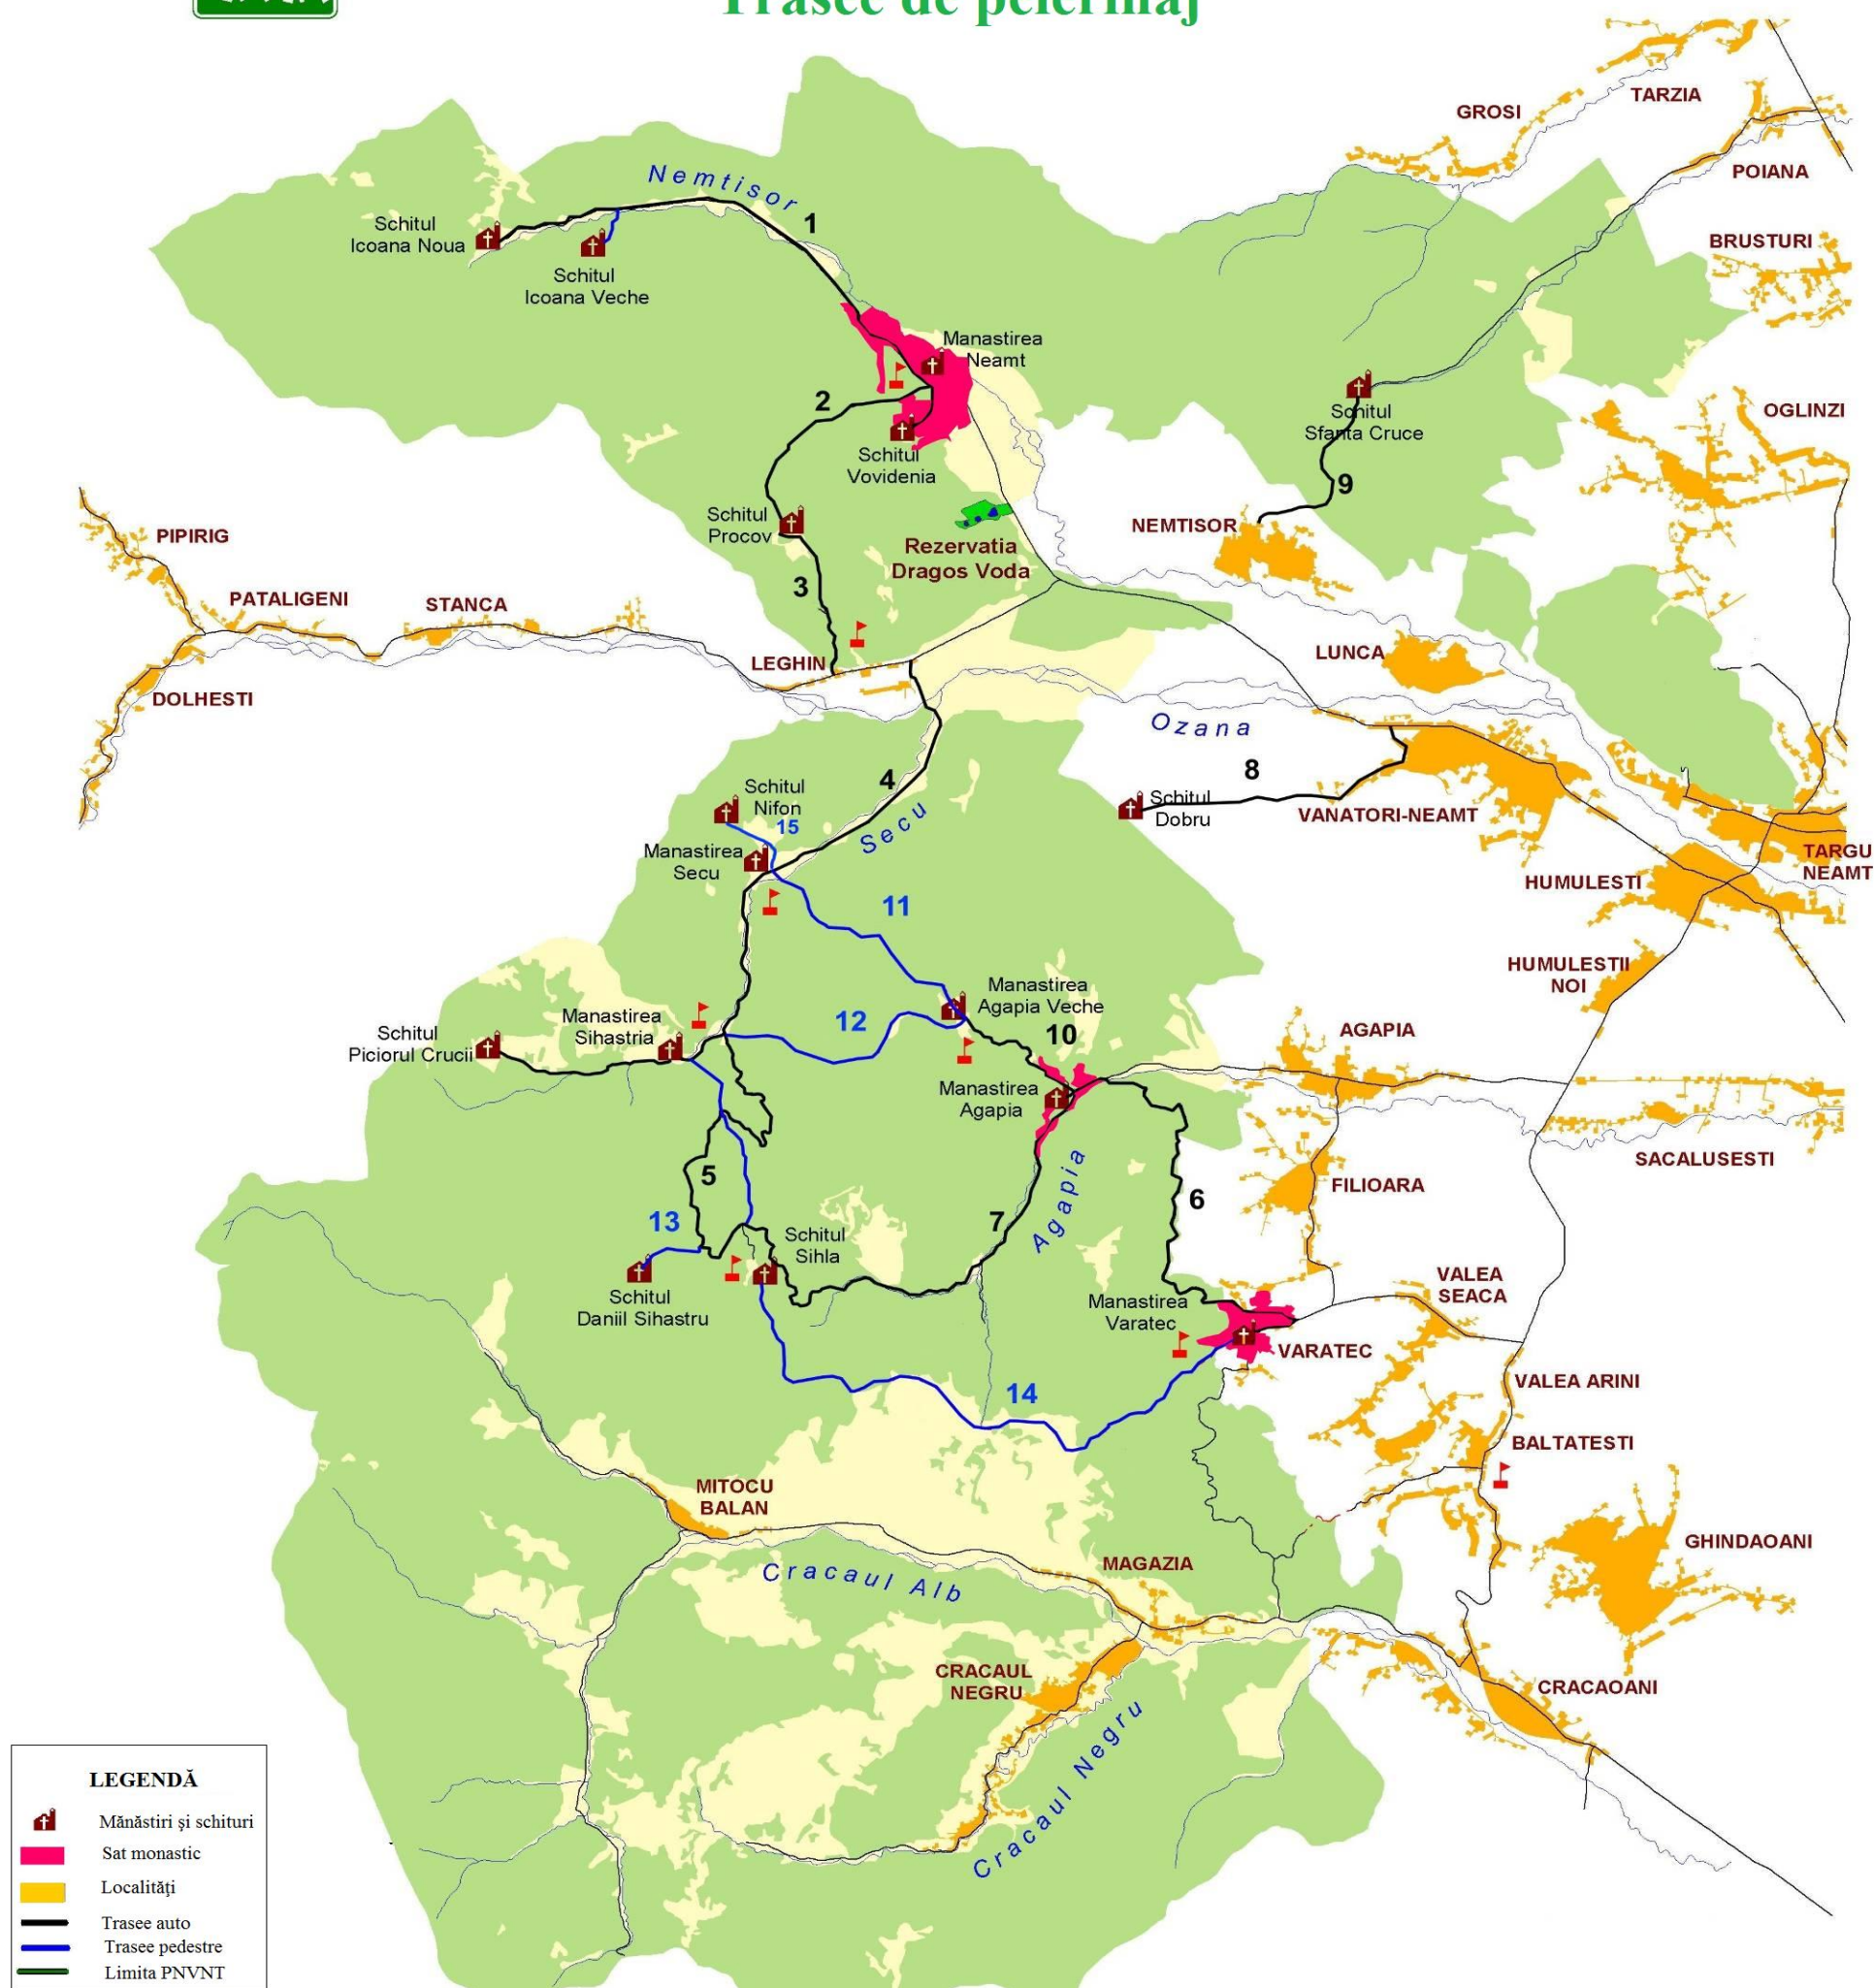 Trasee de pelerinaj
TARZIA
GROSI
POIANA
Nemtisor
1
Schitul
Icoana Noua
BRUSTURI
Schitul
Icoana Veche
Manastirea
Neamt
2
Schitul
Sfanta Cruce
OGLINZI
Schitul
Vovidenia
9
Schitul
Procov
NEMTISOR
PIPIRIG
Rezervatia
Dragos Voda
3
PATALIGENI
STANCA
LEGHIN
LUNCA
DOLHESTI
Ozana
4
8
Schitul
Nifon
15
Schitul
Dobru
VANATORI-NEAMT
Secu
Manastirea
Secu
TARGU
NEAMT
HUMULESTI
11
HUMULESTII
NOI
Manastirea
Agapia Veche
12
Manastirea
Sihastria
10
AGAPIA
Schitul
Piciorul Crucii
Manastirea
Agapia
SACALUSESTI
5
Agapia
6
FILIOARA
13
7
Schitul
Sihla
Schitul
Daniil Sihastru
Manastirea
Varatec
VALEA
SEACA
VARATEC
14
VALEA ARINI
BALTATESTI
MITOCU
BALAN
GHINDAOANI
Cracaul Alb
MAGAZIA
CRACAUL
NEGRU
CRACAOANI
Cracaul Negru
LEGENDĂ
Mănăstiri şi schituri
Sat monastic
Localităţi
Trasee auto
Trasee pedestre
Limita PNVNT